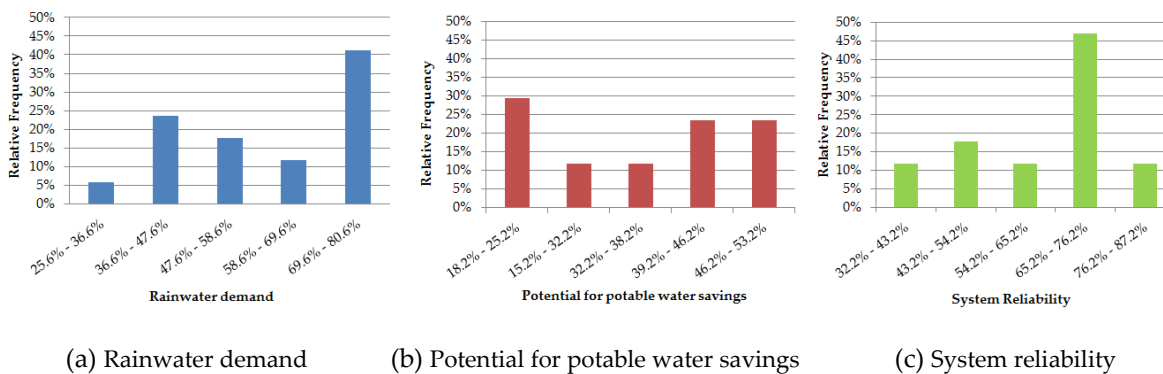 50%
45%
40%
35%
30%
25%
20%
15%
10%
5%
0%
Relative Frequency
25.6% - 36.6%
36.6% - 47.6%
47.6% - 58.6%
58.6% - 69.6%
69.6% - 80.6%
Rainwater demand
50%
45%
40%
35%
30%
25%
20%
15%
10%
5%
0%
Relative Frequency
18.2% - 25.2%
15.2% - 32.2%
32.2% - 38.2%
39.2% - 46.2%
46.2% - 53.2%
Potential for potable water savings
50%
45%
40%
35%
30%
25%
20%
15%
10%
5%
0%
Relative Frequency
32.2% - 43.2%
43.2% - 54.2%
54.2% - 65.2%
65.2% - 76.2%
76.2% - 87.2%
System Reliability
(a) Rainwater demand
(b) Potential for potable water savings
(c) System reliability